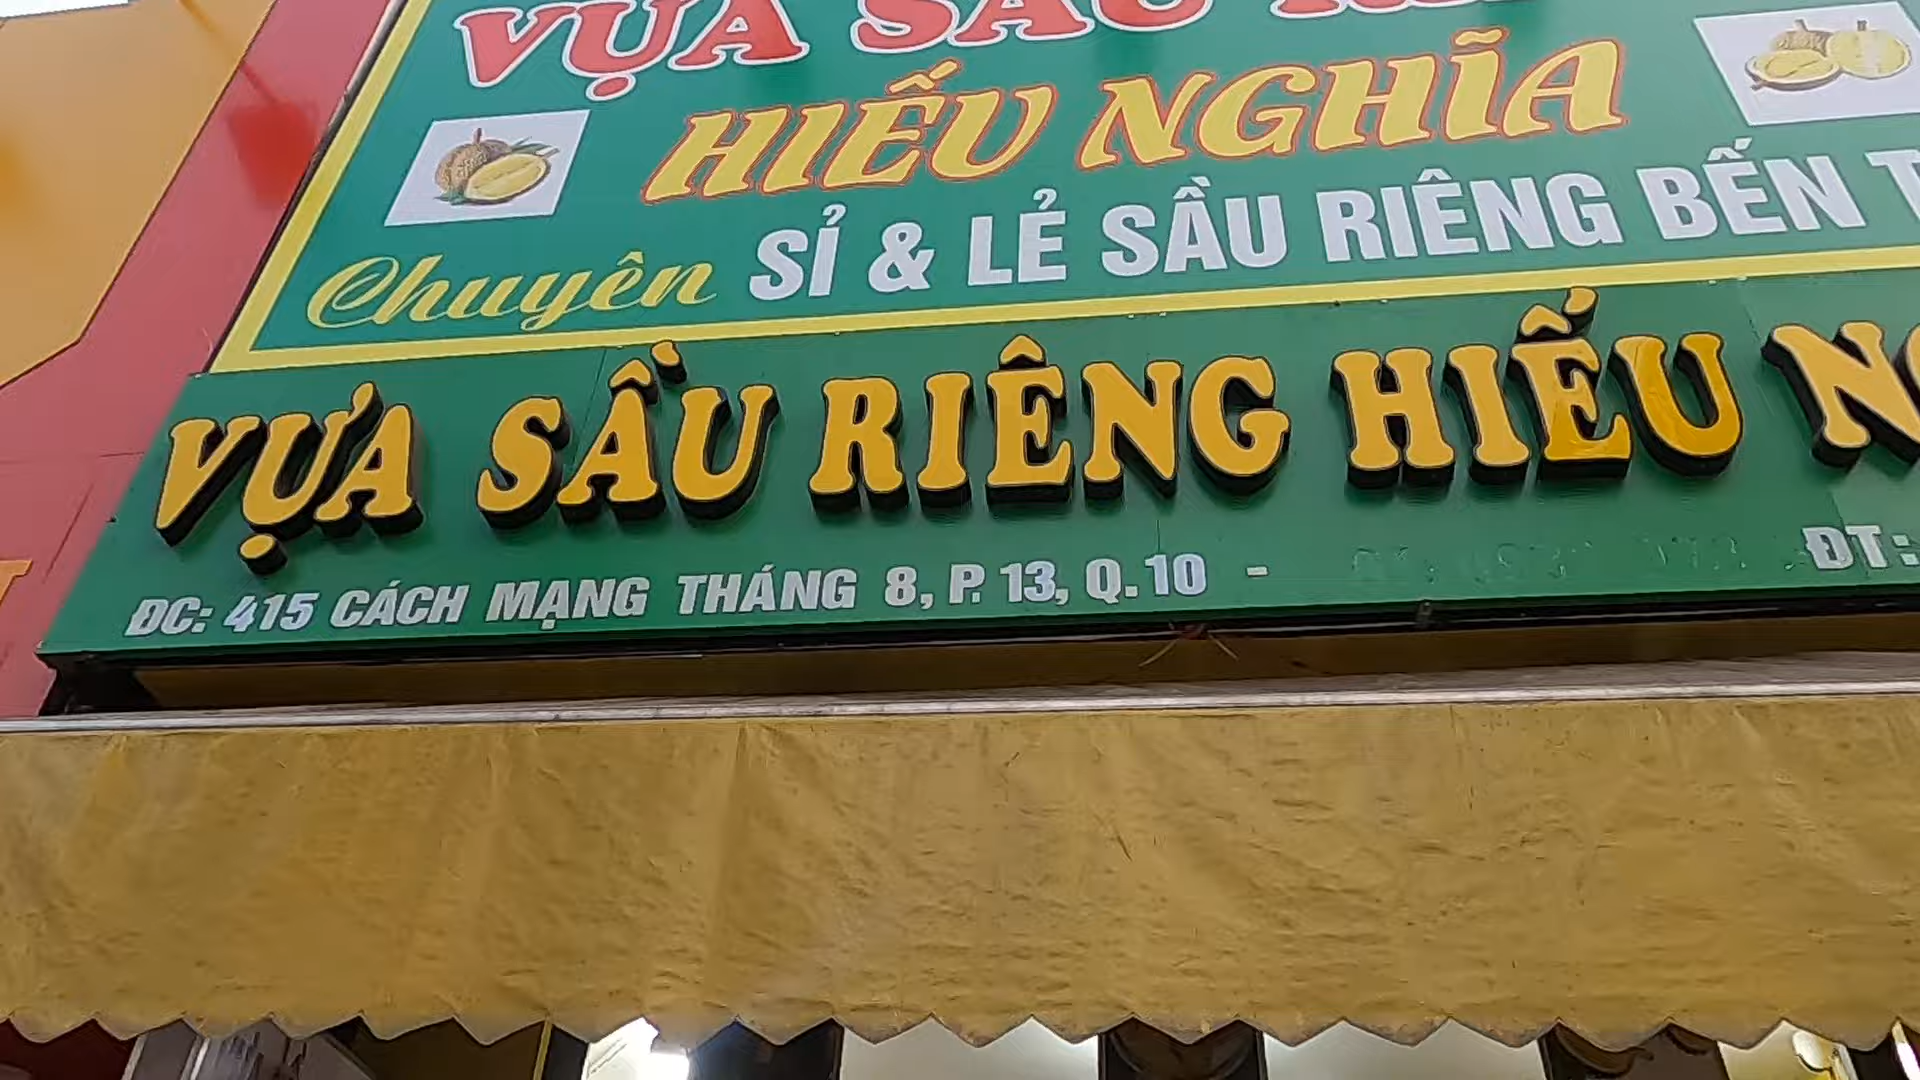 VỰA SẦU
HIẾU NGHĨA
Chuyên SỈ & LẺ SẦU RIÊNG BẾN
VỰA SẦU RIÊNG HIẾU
ĐC: 415 CÁCH MẠNG THÁNG 8, P. 13, Q. 10 - ĐT: